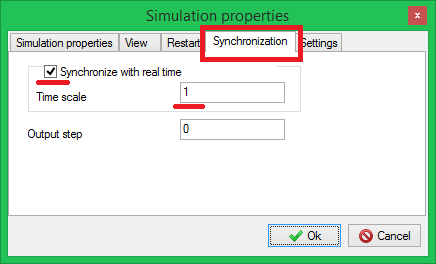 Simulation properties
x
Simulation properties View Restart Synchronization Settings
Synchronize with real time
Time scale 1
Output step 0
Ok Cancel